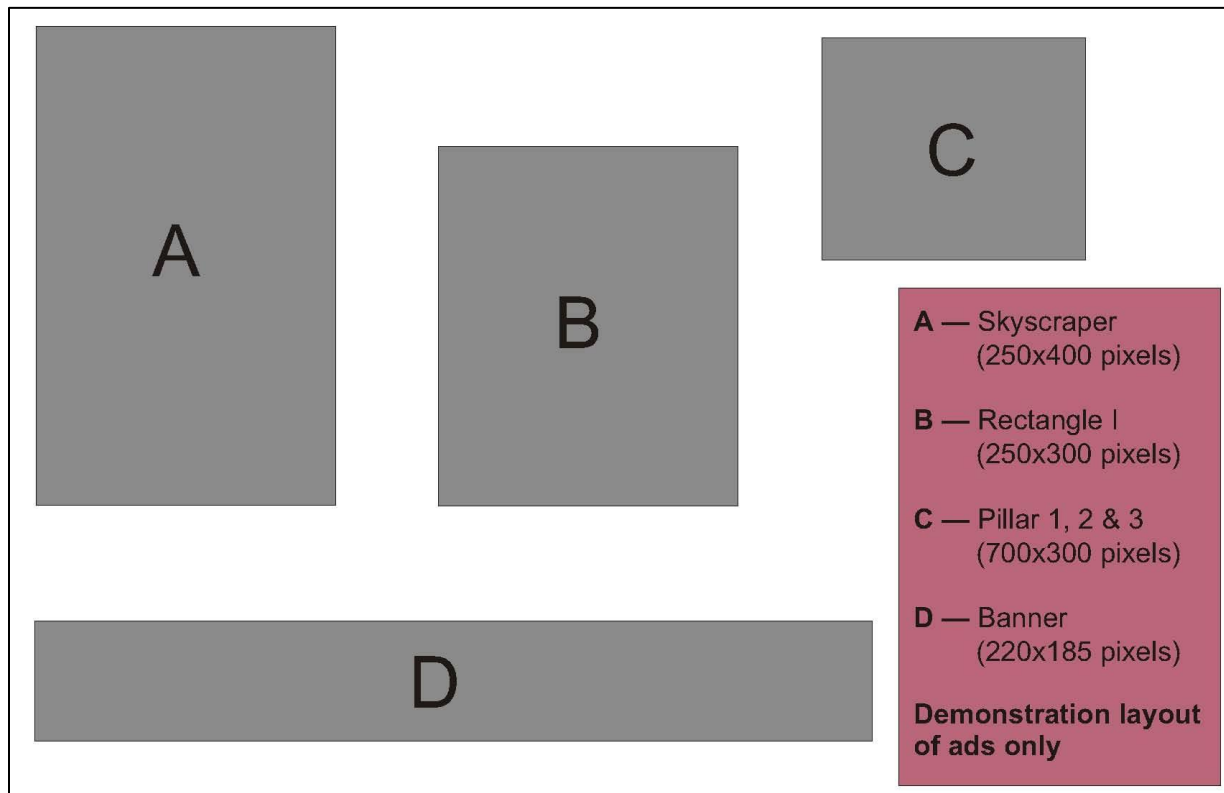 A
B
C
D
A — Skyscraper
(250x400 pixels)
B — Rectangle I
(250x300 pixels)
C — Pillar 1, 2 & 3
(700x300 pixels)
D — Banner
(220x185 pixels)
Demonstration layout
of ads only